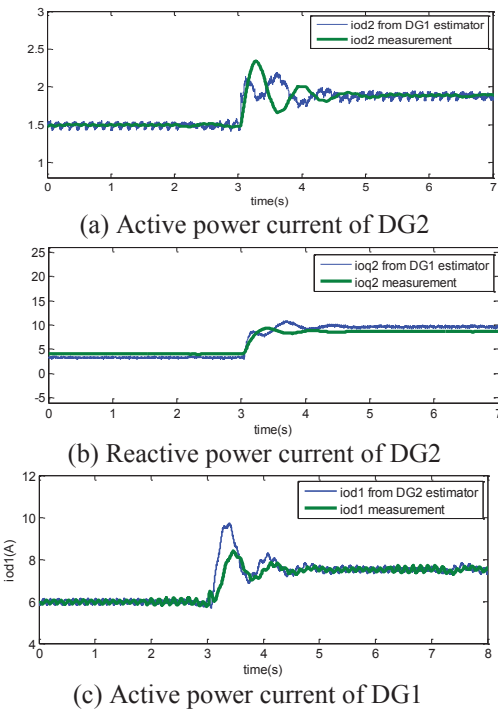 3
2.5
2
1.5
1
0 1 2 3 4 5 6 7
time(s)
iod2 from DG1 estimator
iod2 measurement
(a) Active power current of DG2
25
20
15
10
5
0
-5
0 1 2 3 4 5 6 7
time(s)
ioq2 from DG1 estimator
ioq2 measurement
(b) Reactive power current of DG2
12
10
8
6
4
iod1(A)
0 1 2 3 4 5 6 7 8
time(s)
iod1 from DG2 estimator
iod1 measurement
(c) Active power current of DG1